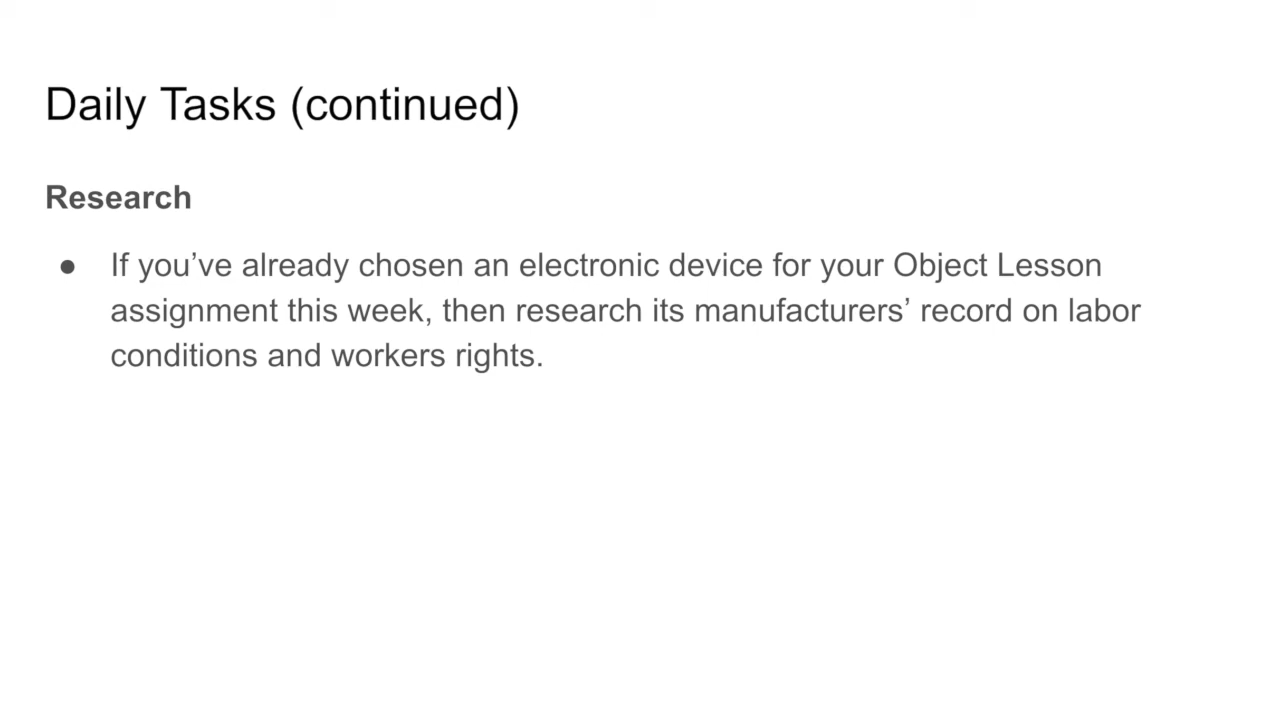 Daily Tasks (continued)
Research
● If you’ve already chosen an electronic device for your Object Lesson
assignment this week, then research its manufacturers’ record on labor
conditions and workers rights.